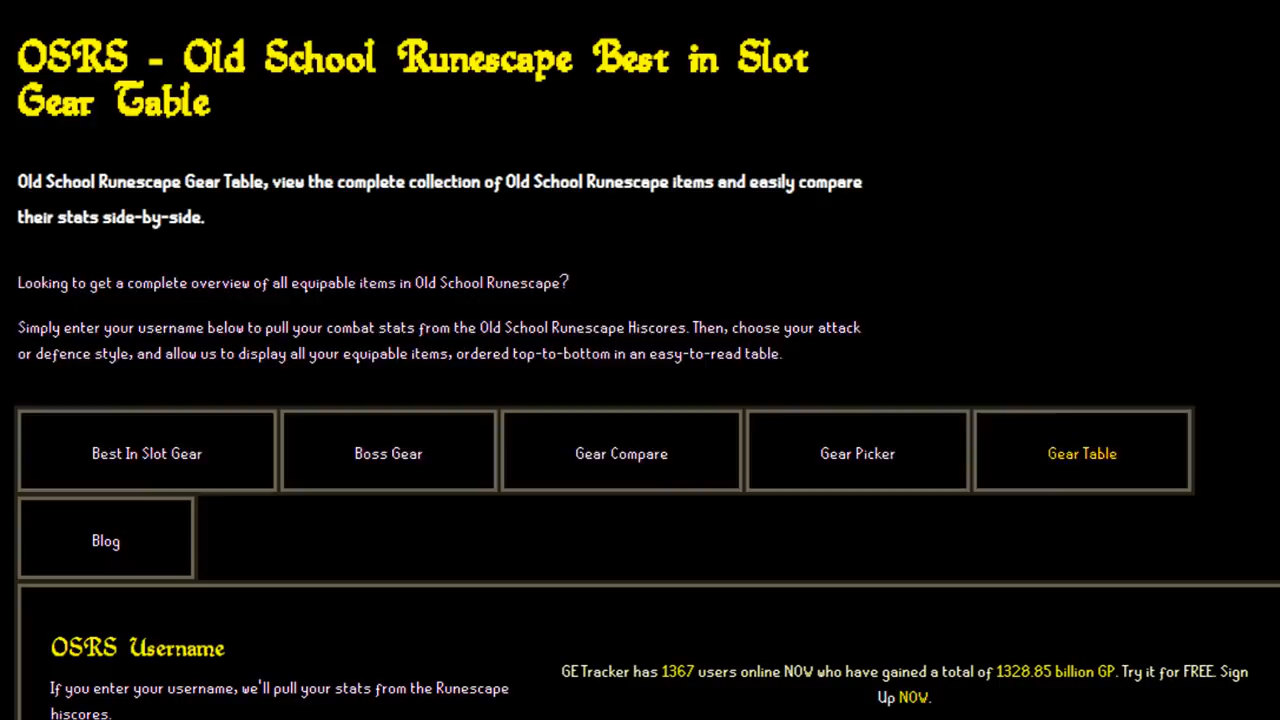 OSRS - Old School Runescape Best in Slot
Gear Table
Old School Runescape Gear Table, view the complete collection of Old School Runescape items and easily compare
their stats side-by-side.
Looking to get a complete overview of all equipable items in Old School Runescape?
Simply enter your username below to pull your combat stats from the Old School Runescape Hiscores. Then, choose your attack
or defence style, and allow us to display all your equipable items, ordered top-to-bottom in an easy-to-read table.
Best In Slot Gear
Boss Gear
Gear Compare
Gear Picker
Gear Table
Blog
OSRS Username
If you enter your username, we'll pull your stats from the Runescape
hiscores.
GE Tracker has 1367 users online NOW who have gained a total of 1328.85 billion GP. Try it for FREE. Sign
Up NOW.